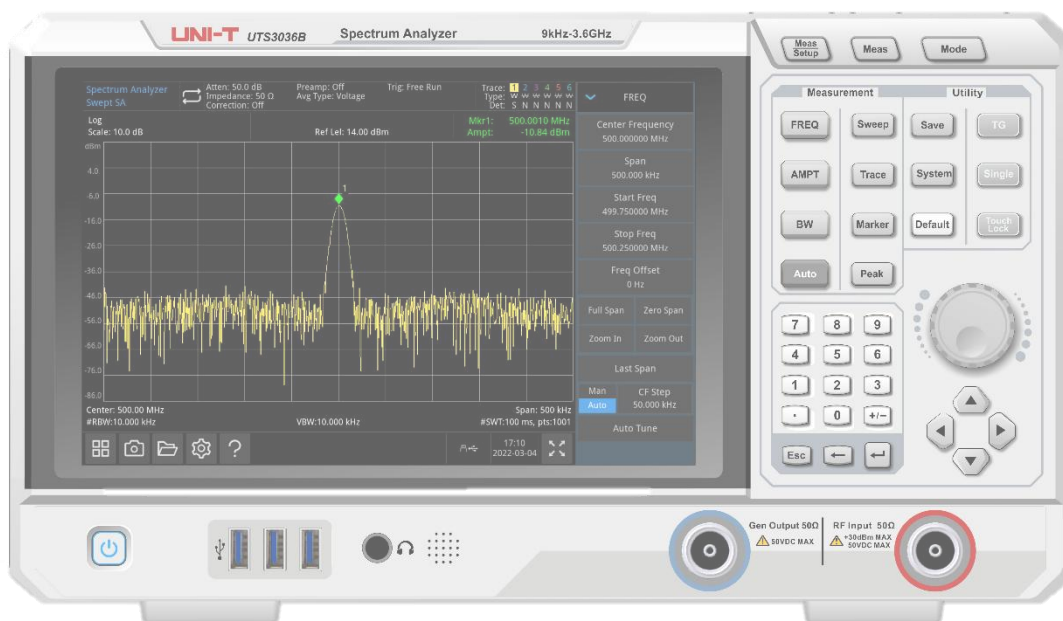 UNI-T UTS3036B Spectrum Analyzer 9kHz-3.6GHz
Spectrum Analyzer
Swept SA
Atten: 50.0 dB
Impedance: 50 Ω
Correction: Off
Preamp: Off
Avg Type: Voltage
Trig: Free Run
Trace: 1 2 3 4 5 6
Type: W W W W W W
Det: S N N N N N
Log
Scale: 10.0 dB
Ref Lel: 14.00 dBm
Mkr1: 500.0010 MHz
Ampt: -10.84 dBm
dBm
4.0
-6.0
-16.0
-26.0
-36.0
-46.0
-56.0
-66.0
-76.0
-86.0
1
Center: 500.00 MHz
#RBW:10.000 kHz
VBW:10.000 kHz
Span: 500 kHz
#SWT:100 ms, pts:1001
17:10
2022-03-04
FREQ
Center Frequency
500.000000 MHz
Span
500.000 kHz
Start Freq
499.750000 MHz
Stop Freq
500.250000 MHz
Freq Offset
0 Hz
Full Span Zero Span
Zoom In Zoom Out
Last Span
Man
Auto
CF Step
50.000 kHz
Auto Tune
Meas
Setup
Meas
Mode
Measurement Utility
FREQ Sweep Save TG
AMPT Trace System Single
BW Marker Default Touch
Lock
Auto Peak
7 8 9
4 5 6
1 2 3
. 0 +/-
Esc
Gen Output 50Ω
50VDC MAX
RF Input 50Ω
+30dBm MAX
50VDC MAX